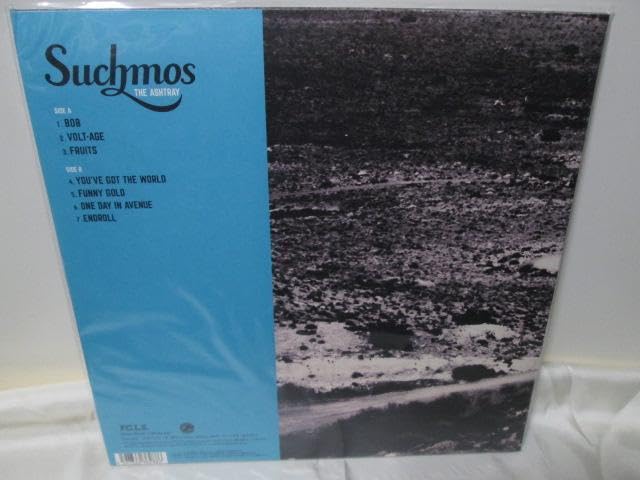 Suchmos
THE ASHTRAY
SIDE A
1. 808
2. VOLT-AGE
3. FRUITS
SIDE B
4. YOU'VE GOT THE WORLD
5. FUNNY GOLD
6. ONE DAY IN AVENUE
7. ENDROLL
F.C.L.S.